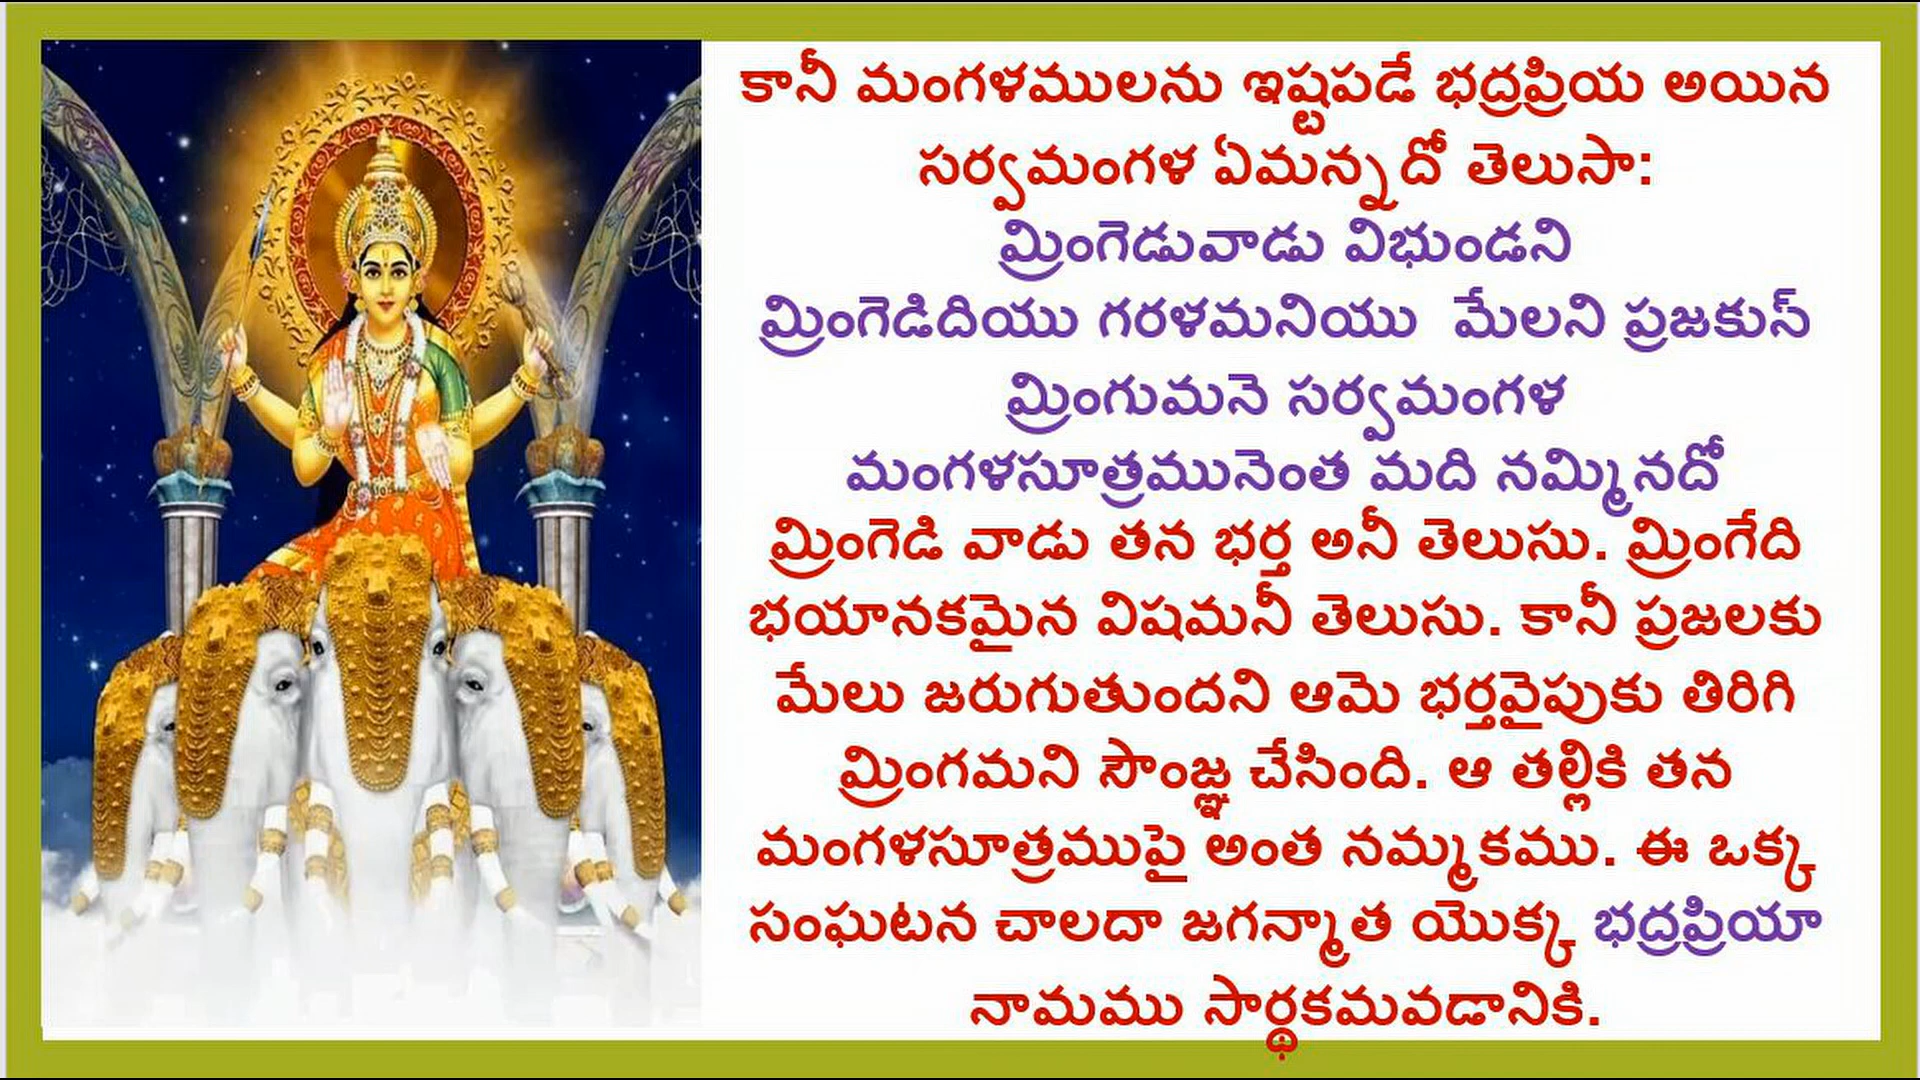 కానీ మంగళములను ఇష్టపడే భద్రప్రియ అయిన
సర్వమంగళ ఏమన్నదో తెలుసా:
మ్రింగెడువాడు విభుండని
మ్రింగెడిదియు గరళమనియు మేలని ప్రజకున్
మ్రింగుమనె సర్వమంగళ
మంగళసూత్రమునెంత మది నమ్మినదో
మ్రింగెడి వాడు తన భర్త అనీ తెలుసు. మ్రింగేది
భయానకమైన విషమనీ తెలుసు. కానీ ప్రజలకు
మేలు జరుగుతుందని ఆమె భర్తవైపుకు తిరిగి
మ్రింగమని సౌంజ్ఞ చేసింది. ఆ తల్లికి తన
మంగళసూత్రముపై అంత నమ్మకము. ఈ ఒక్క
సంఘటన చాలదా జగన్మాత యొక్క భద్రప్రియా
నామము సార్థకమవడానికి.